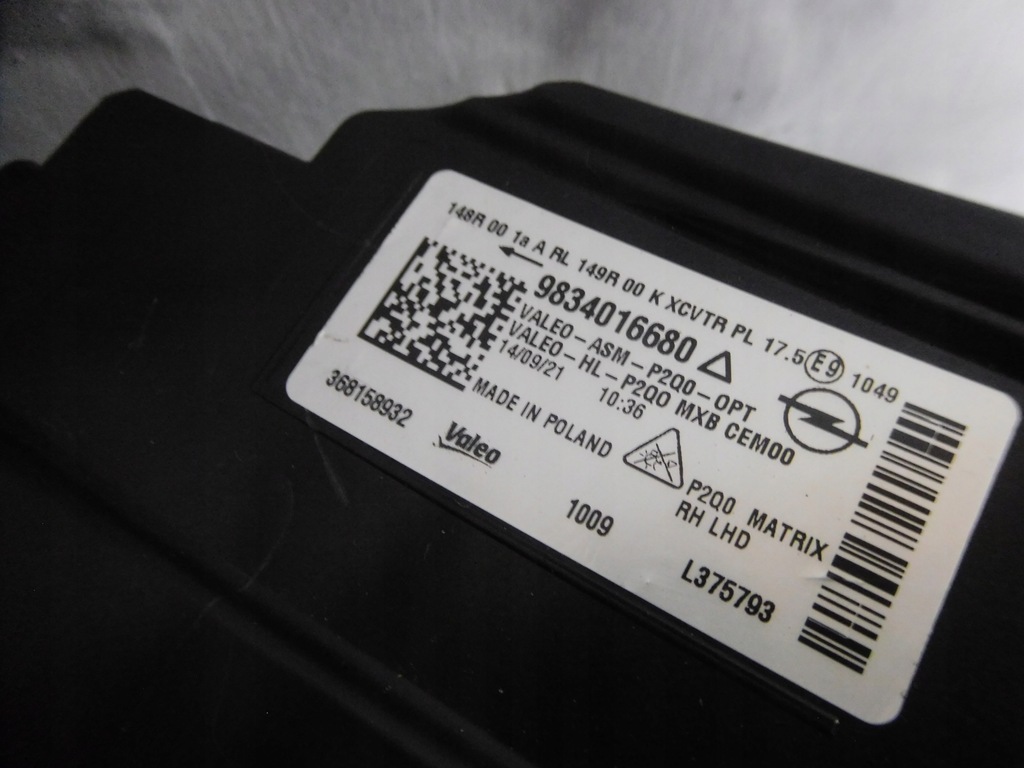 148R 00 1a A RL 149R 00 K XCVTR PL 17.5 E9 1049
9834016680
VALEO-ASM-P2Q0-OPT
VALEO-HL-P2Q0 MXB CEM00
14/09/21 10:36
MADE IN POLAND
368158932
Valeo
P2Q0 MATRIX
RH LHD
1009
L375793